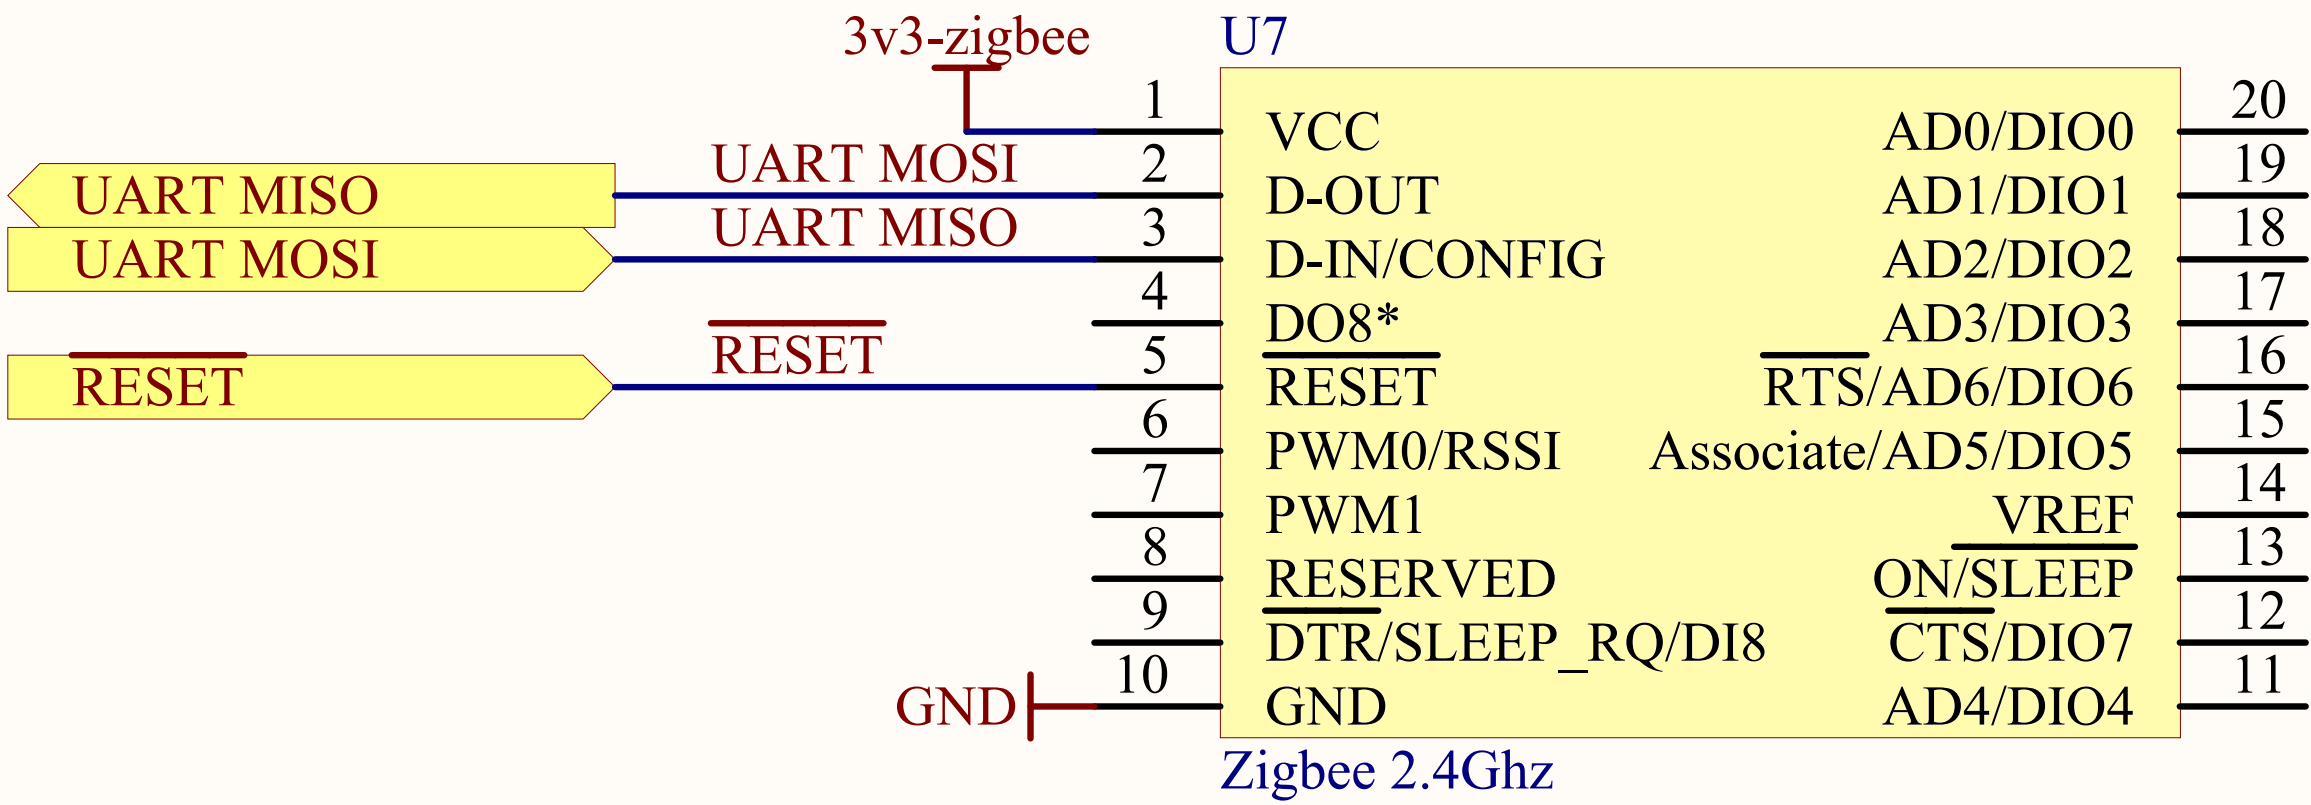 3v3-zigbee
U7
1
VCC
AD0/DIO0
20
UART MISO
UART MOSI
2
D-OUT
AD1/DIO1
19
UART MOSI
UART MISO
3
D-IN/CONFIG
AD2/DIO2
18
4
DO8*
AD3/DIO3
17
RESET
RESET
5
RESET
RTS/AD6/DIO6
16
6
PWM0/RSSI
Associate/AD5/DIO5
15
7
PWM1
VREF
14
8
RESERVED
ON/SLEEP
13
9
DTR/SLEEP_RQ/DI8
CTS/DIO7
12
GND
10
GND
AD4/DIO4
11
Zigbee 2.4Ghz